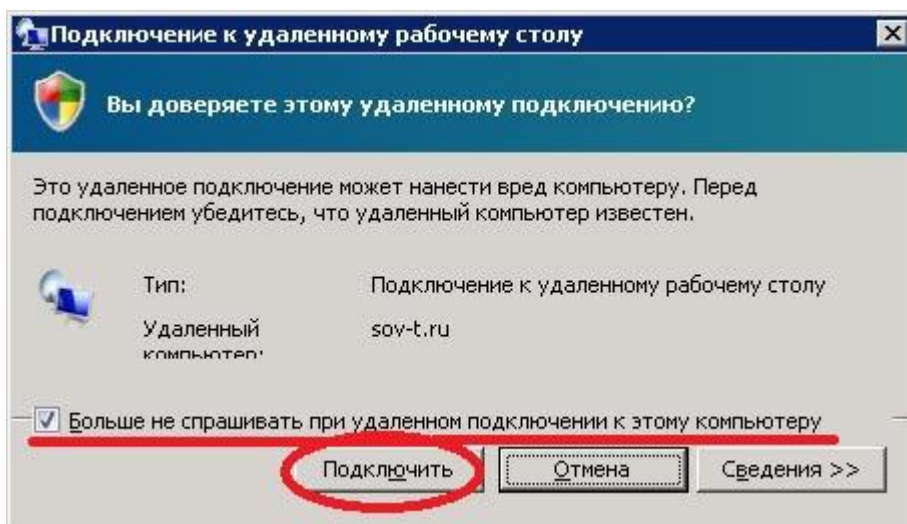 Подключение к удаленному рабочему столу
Вы доверяете этому удаленному подключению?
Это удаленное подключение может нанести вред компьютеру. Перед
подключением убедитесь, что удаленный компьютер известен.
Тип: Подключение к удаленному рабочему столу
Удаленный sov-t.ru
компьютер:
Больше не спрашивать при удаленном подключении к этому компьютеру
Подключить Отмена Сведения >>